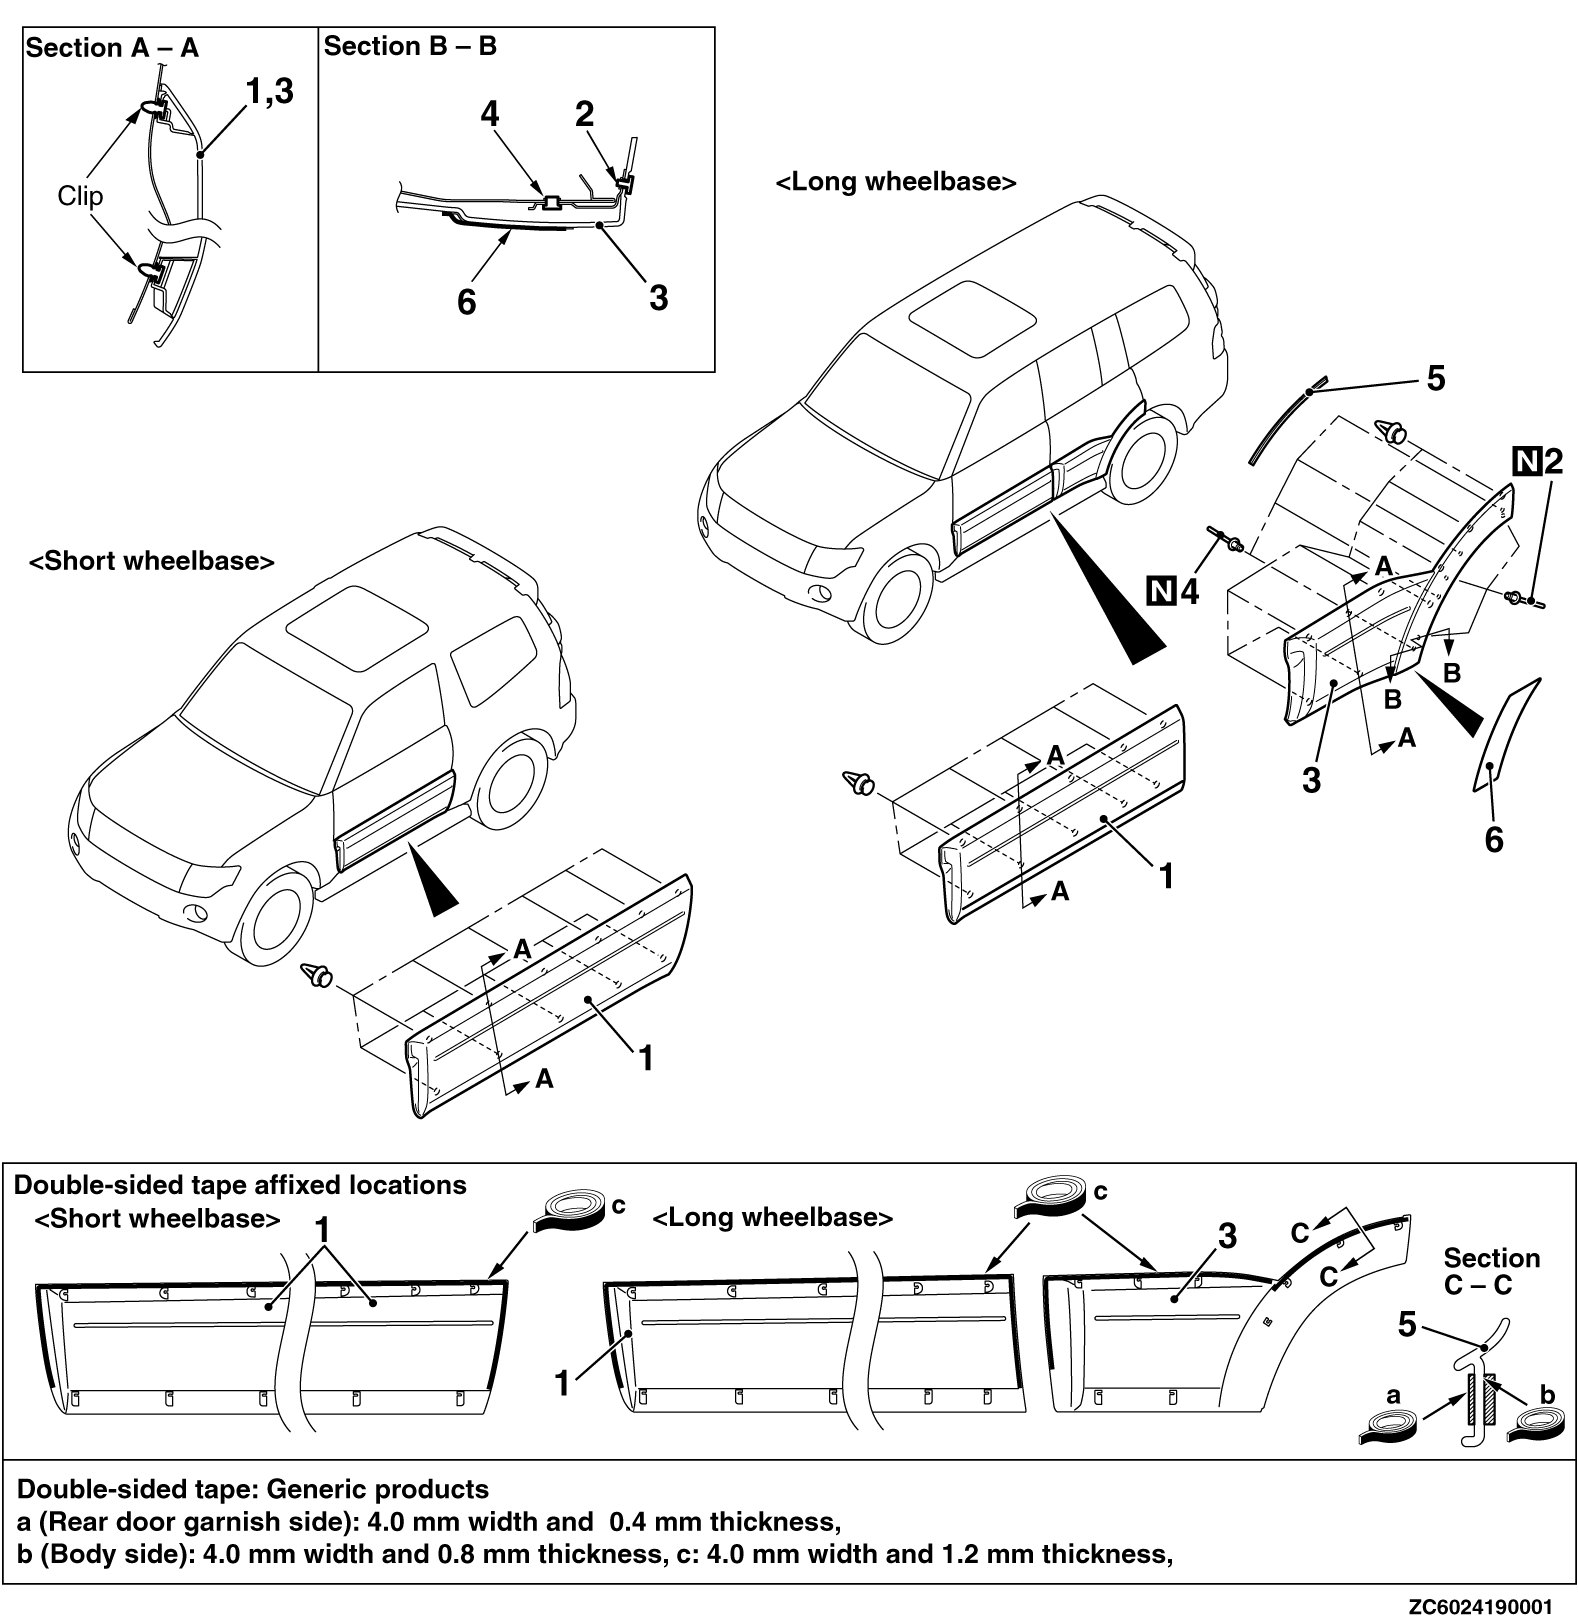 Section A – A
1,3
Clip
Section B – B
4
2
6
3
<Long wheelbase>
5
N 2
N 4
A
B
B
A
3
6
A
1
A
<Short wheelbase>
A
1
A
Double-sided tape affixed locations
<Short wheelbase>
1
c
<Long wheelbase>
c
1
3
C
C
Section
C – C
5
a
b
Double-sided tape: Generic products
a (Rear door garnish side): 4.0 mm width and 0.4 mm thickness,
b (Body side): 4.0 mm width and 0.8 mm thickness, c: 4.0 mm width and 1.2 mm thickness,
ZC6024190001